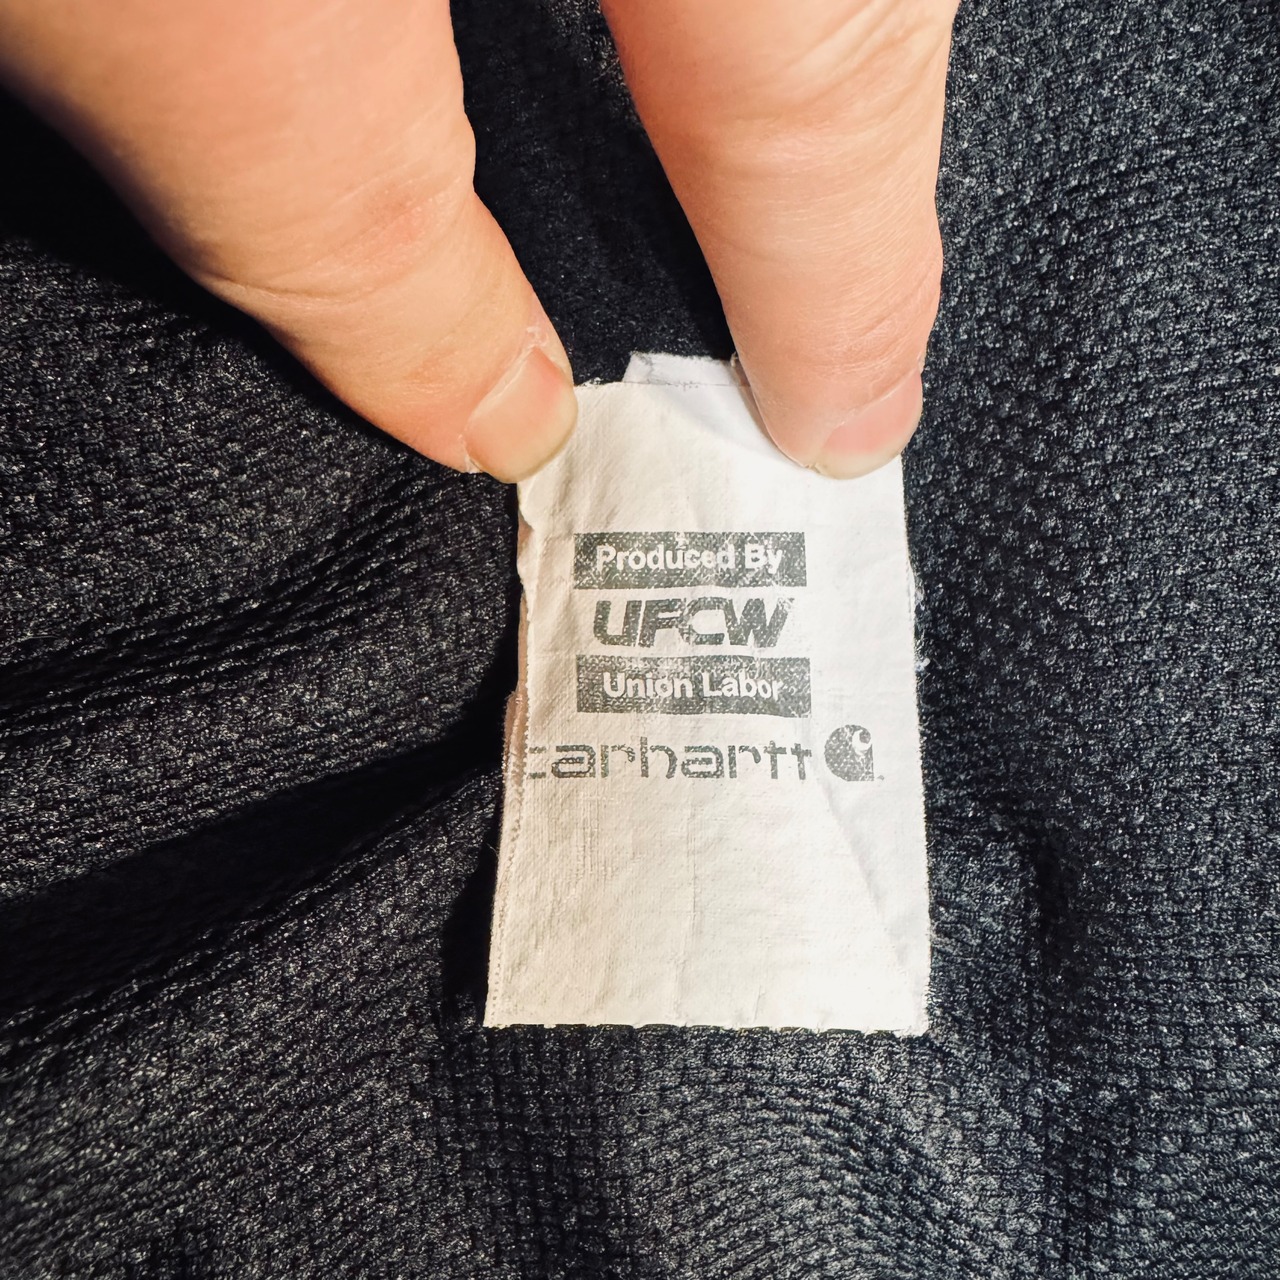 Produced By
UFCW
Union Labor
carhartt